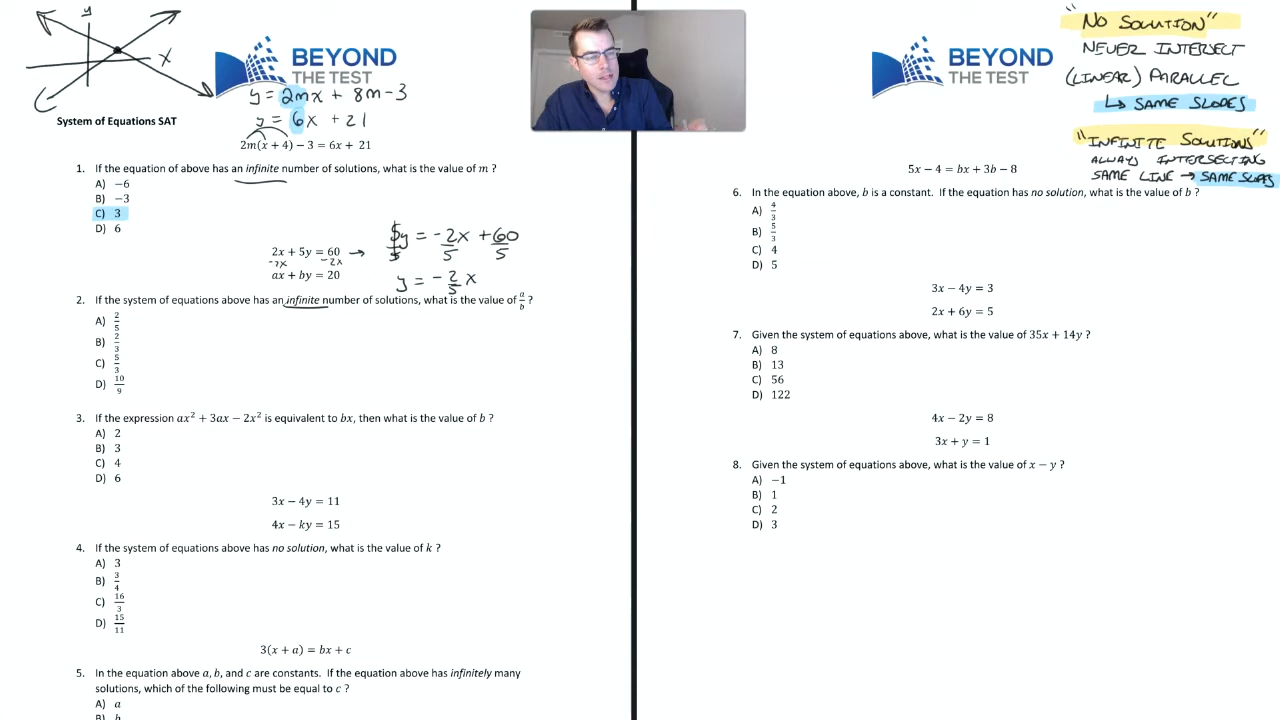 y
x
BEYOND
THE TEST
y = 2mx + 8m - 3
y = 6x + 21
System of Equations SAT
2m(x + 4) − 3 = 6x + 21
1. If the equation of above has an infinite number of solutions, what is the value of m ?
A) −6
B) −3
C) 3
D) 6
2x + 5y = 60 → 5y = -2x + 60
-2x -2x
5 5 5
ax + by = 20
y = - 2/5 x
2. If the system of equations above has an infinite number of solutions, what is the value of a/b ?
A) 2/5
B) 2/3
C) 5/3
D) 10/9
3. If the expression ax² + 3ax − 2x² is equivalent to bx, then what is the value of b ?
A) 2
B) 3
C) 4
D) 6
3x − 4y = 11
4x − ky = 15
4. If the system of equations above has no solution, what is the value of k ?
A) 3
B) 3/4
C) 16/3
D) 15/11
3(x + a) = bx + c
5. In the equation above a, b, and c are constants. If the equation above has infinitely many
solutions, which of the following must be equal to c ?
A) a
B) b
BEYOND
THE TEST
"NO SOLUTION"
NEVER INTERSECT
(LINEAR) PARALLEL
↳ SAME SLOPES
"INFINITE SOLUTIONS"
ALWAYS INTERSECTING
SAME LINE → SAME SLOPES
5x − 4 = bx + 3b − 8
6. In the equation above, b is a constant. If the equation has no solution, what is the value of b ?
A) 4/3
B) 5/3
C) 4
D) 5
3x − 4y = 3
2x + 6y = 5
7. Given the system of equations above, what is the value of 35x + 14y ?
A) 8
B) 13
C) 56
D) 122
4x − 2y = 8
3x + y = 1
8. Given the system of equations above, what is the value of x − y ?
A) −1
B) 1
C) 2
D) 3